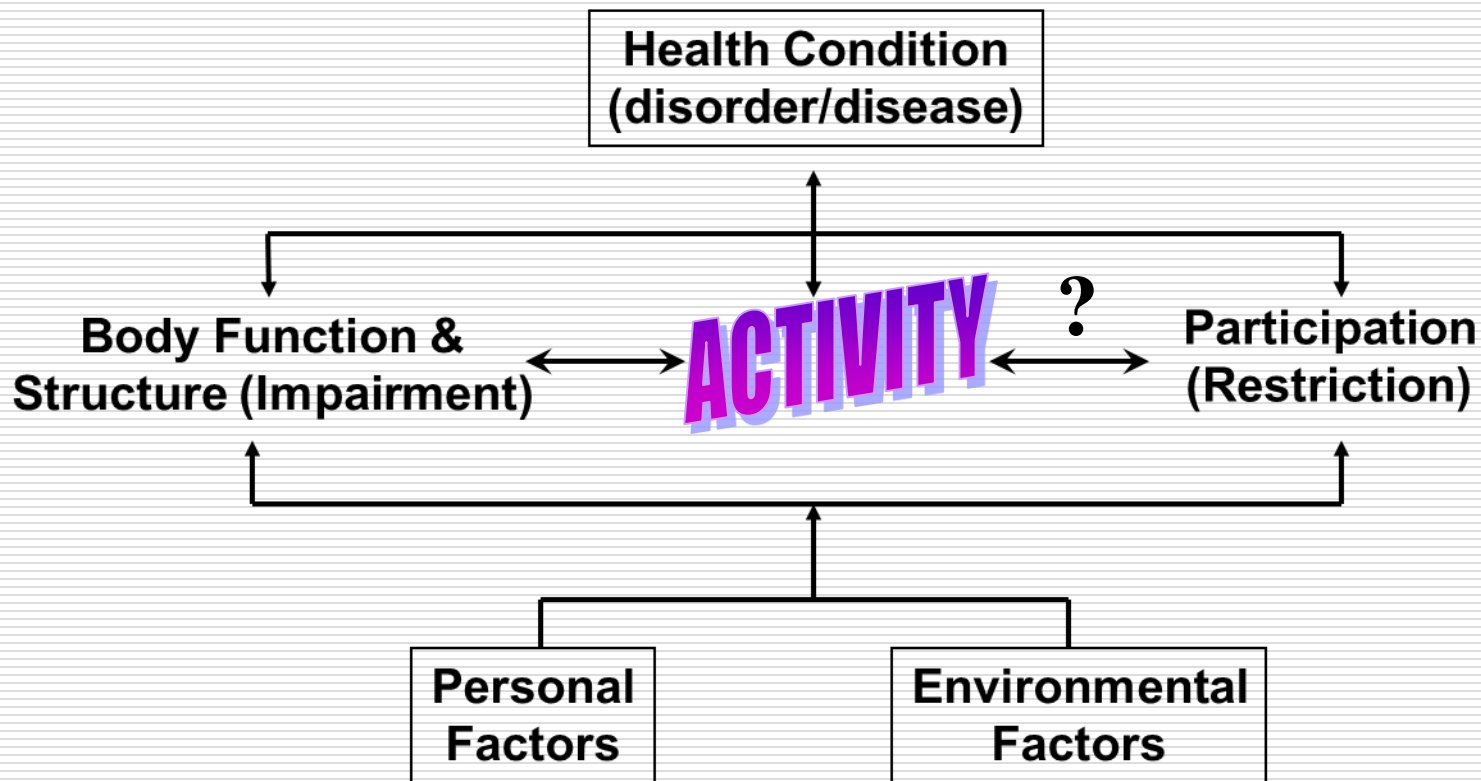 Health Condition
(disorder/disease)
ACTIVITY
?
Body Function &
Structure (Impairment)
Participation
(Restriction)
Personal
Factors
Environmental
Factors